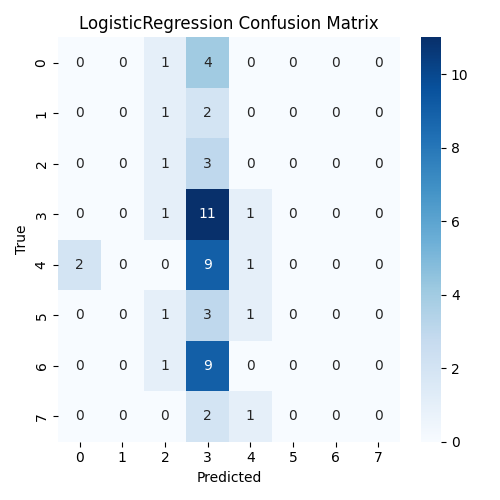 LogisticRegression Confusion Matrix
0 0 0 1 4 0 0 0 0
1 0 0 1 2 0 0 0 0
2 0 0 1 3 0 0 0 0
3 0 0 1 11 1 0 0 0
4 2 0 0 9 1 0 0 0
5 0 0 1 3 1 0 0 0
6 0 0 1 9 0 0 0 0
7 0 0 0 2 1 0 0 0
0 1 2 3 4 5 6 7
True
Predicted
10
8
6
4
2
0